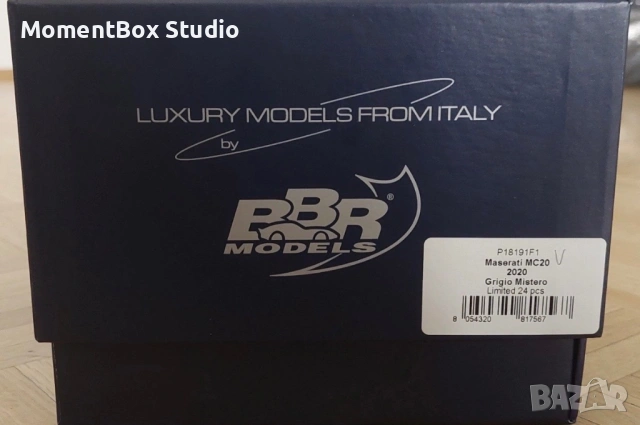 MomentBox Studio
LUXURY MODELS FROM ITALY
by
BBR®
MODELS
P18191F1
Maserati MC20 V
2020
Grigio Mistero
Limited 24 pcs
8 054320 817567
BAZAR